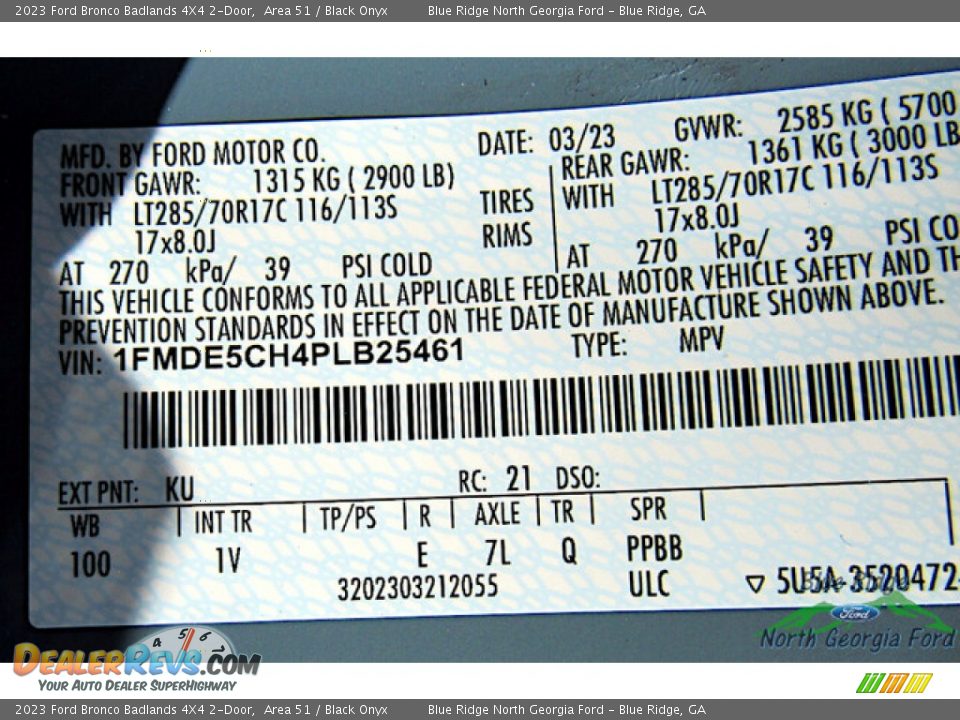 2023 Ford Bronco Badlands 4X4 2-Door, Area 51 / Black Onyx Blue Ridge North Georgia Ford - Blue Ridge, GA
MFD. BY FORD MOTOR CO. DATE: 03/23 GVWR: 2585 KG ( 5700
FRONT GAWR: 1315 KG ( 2900 LB) REAR GAWR: 1361 KG ( 3000 LB
WITH LT285/70R17C 116/113S TIRES WITH LT285/70R17C 116/113S
17x8.0J RIMS 17x8.0J
AT 270 kPa/ 39 PSI COLD AT 270 kPa/ 39 PSI CO
THIS VEHICLE CONFORMS TO ALL APPLICABLE FEDERAL MOTOR VEHICLE SAFETY AND TH
PREVENTION STANDARDS IN EFFECT ON THE DATE OF MANUFACTURE SHOWN ABOVE.
VIN: 1FMDE5CH4PLB25461 TYPE: MPV
EXT PNT: KU RC: 21 DSO:
WB INT TR TP/PS R AXLE TR SPR
100 1V E 7L Q PPBB
3202303212055 ULC 5U5A-3520472-
Blue Ridge
Ford
North Georgia Ford
4 5 6
DealerRevs.com
Your Auto Dealer SuperHighway
2023 Ford Bronco Badlands 4X4 2-Door, Area 51 / Black Onyx Blue Ridge North Georgia Ford - Blue Ridge, GA